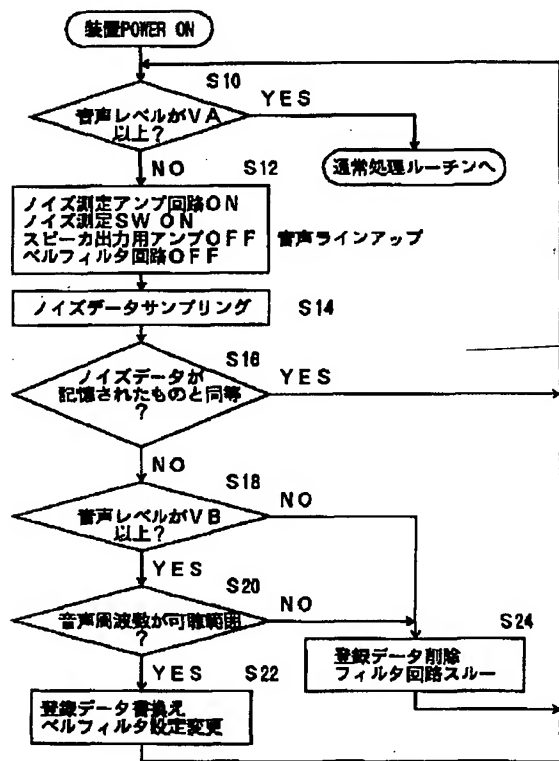 装置POWER ON
S10
音声レベルがVA
以上?
YES
NO
通常処理ルーチンへ
S12
ノイズ測定アンプ回路ON
ノイズ測定SW ON
スピーカ出力用アンプOFF
ベルフィルタ回路OFF
音声ラインアップ
ノイズデータサンプリング
S14
S16
ノイズデータが
記憶されたものと同等
?
YES
NO
S18
音声レベルがVB
以上?
NO
YES
S20
音声周波数が可聴範囲
?
NO
YES
S24
登録データ削除
フィルタ回路スルー
S22
登録データ書換え
ベルフィルタ設定変更